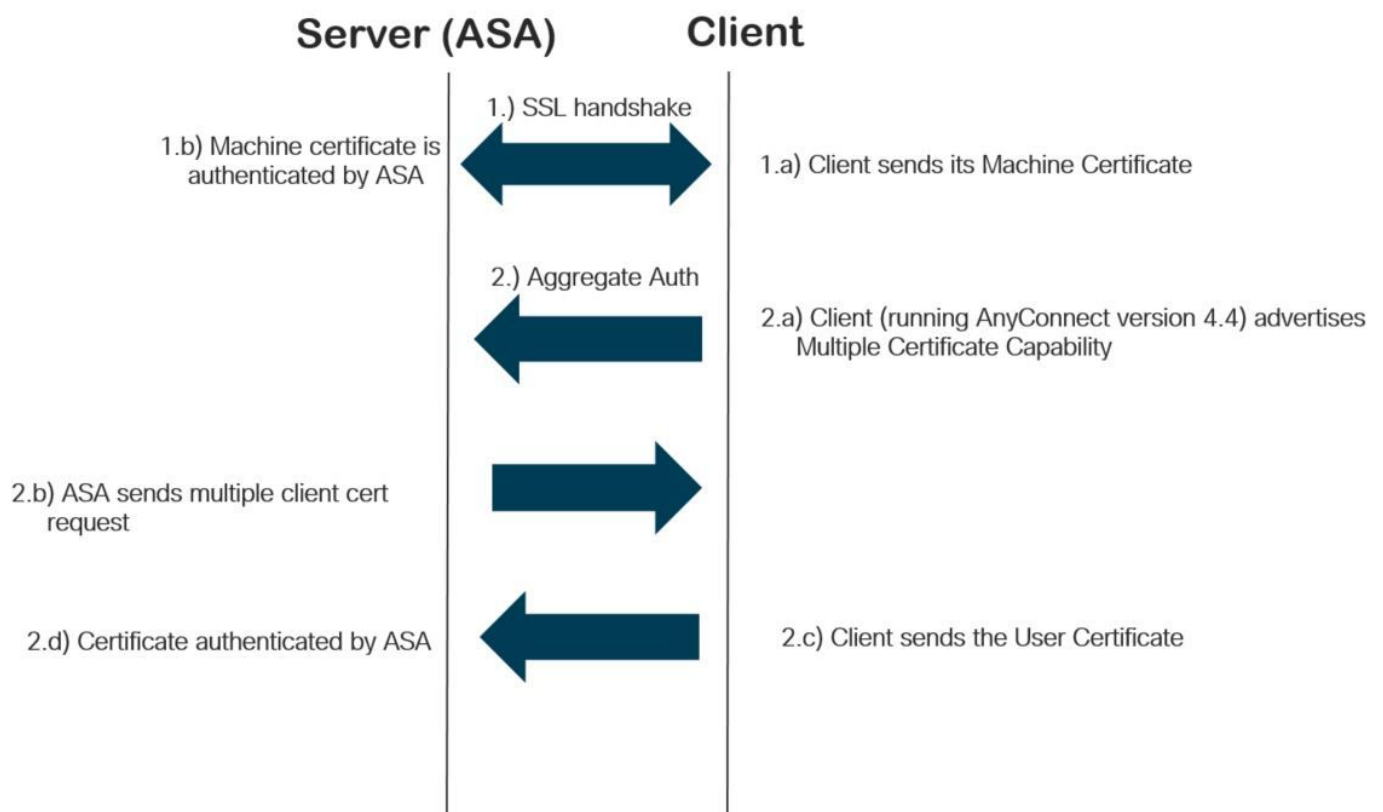 Server (ASA)
Client
1.) SSL handshake
1.b) Machine certificate is
authenticated by ASA
1.a) Client sends its Machine Certificate
2.) Aggregate Auth
2.a) Client (running AnyConnect version 4.4) advertises
Multiple Certificate Capability
2.b) ASA sends multiple client cert
request
2.d) Certificate authenticated by ASA
2.c) Client sends the User Certificate